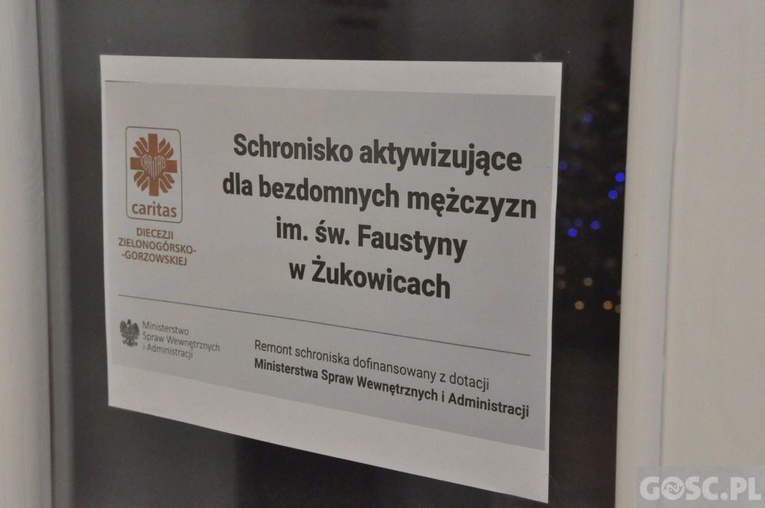 CARITAS
caritas
DIECEZJI
ZIELONOGÓRSKO-
-GORZOWSKIEJ
Schronisko aktywizujące
dla bezdomnych mężczyzn
im. św. Faustyny
w Żukowicach
Ministerstwo
Spraw Wewnętrznych
i Administracji
Remont schroniska dofinansowany z dotacji
Ministerstwa Spraw Wewnętrznych i Administracji
GOSC.PL